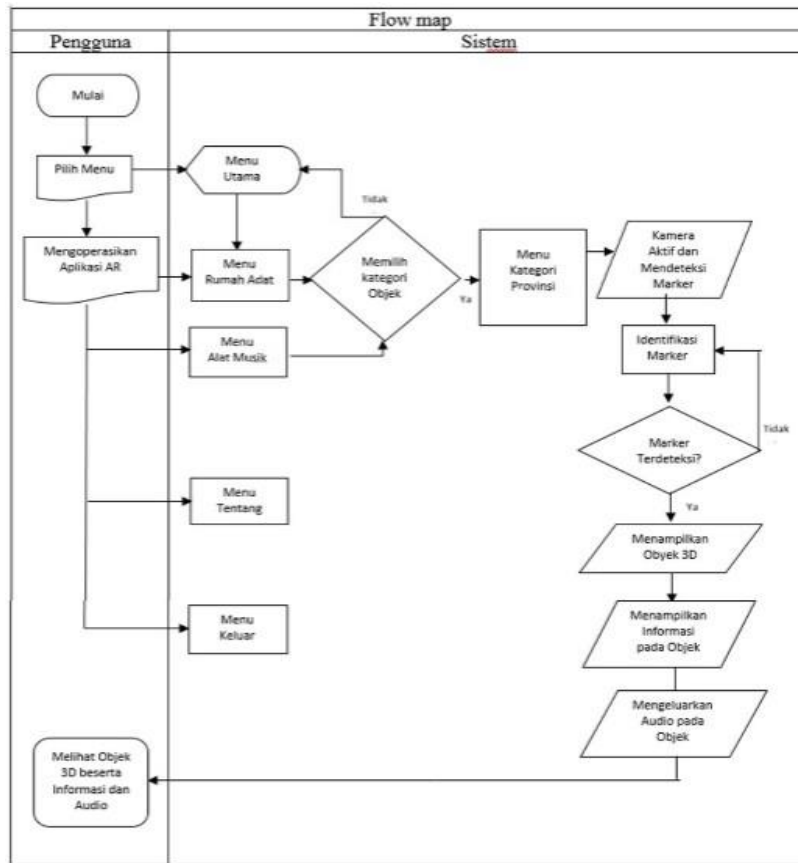 Flow map
Pengguna
Sistem
Mulai
Pilih Menu
Menu
Utama
Tidak
Mengoperasikan
Aplikasi AR
Menu
Rumah Adat
Memilih
kategori
Objek
Ya
Menu
Kategori
Provinsi
Kamera
Aktif dan
Mendeteksi
Marker
Menu
Alat Musik
Identifikasi
Marker
Tidak
Marker
Terdeteksi?
Ya
Menu
Tentang
Menampilkan
Obyek 3D
Menu
Keluar
Menampilkan
Informasi
pada Objek
Mengeluarkan
Audio pada
Objek
Melihat Objek
3D beserta
Informasi dan
Audio